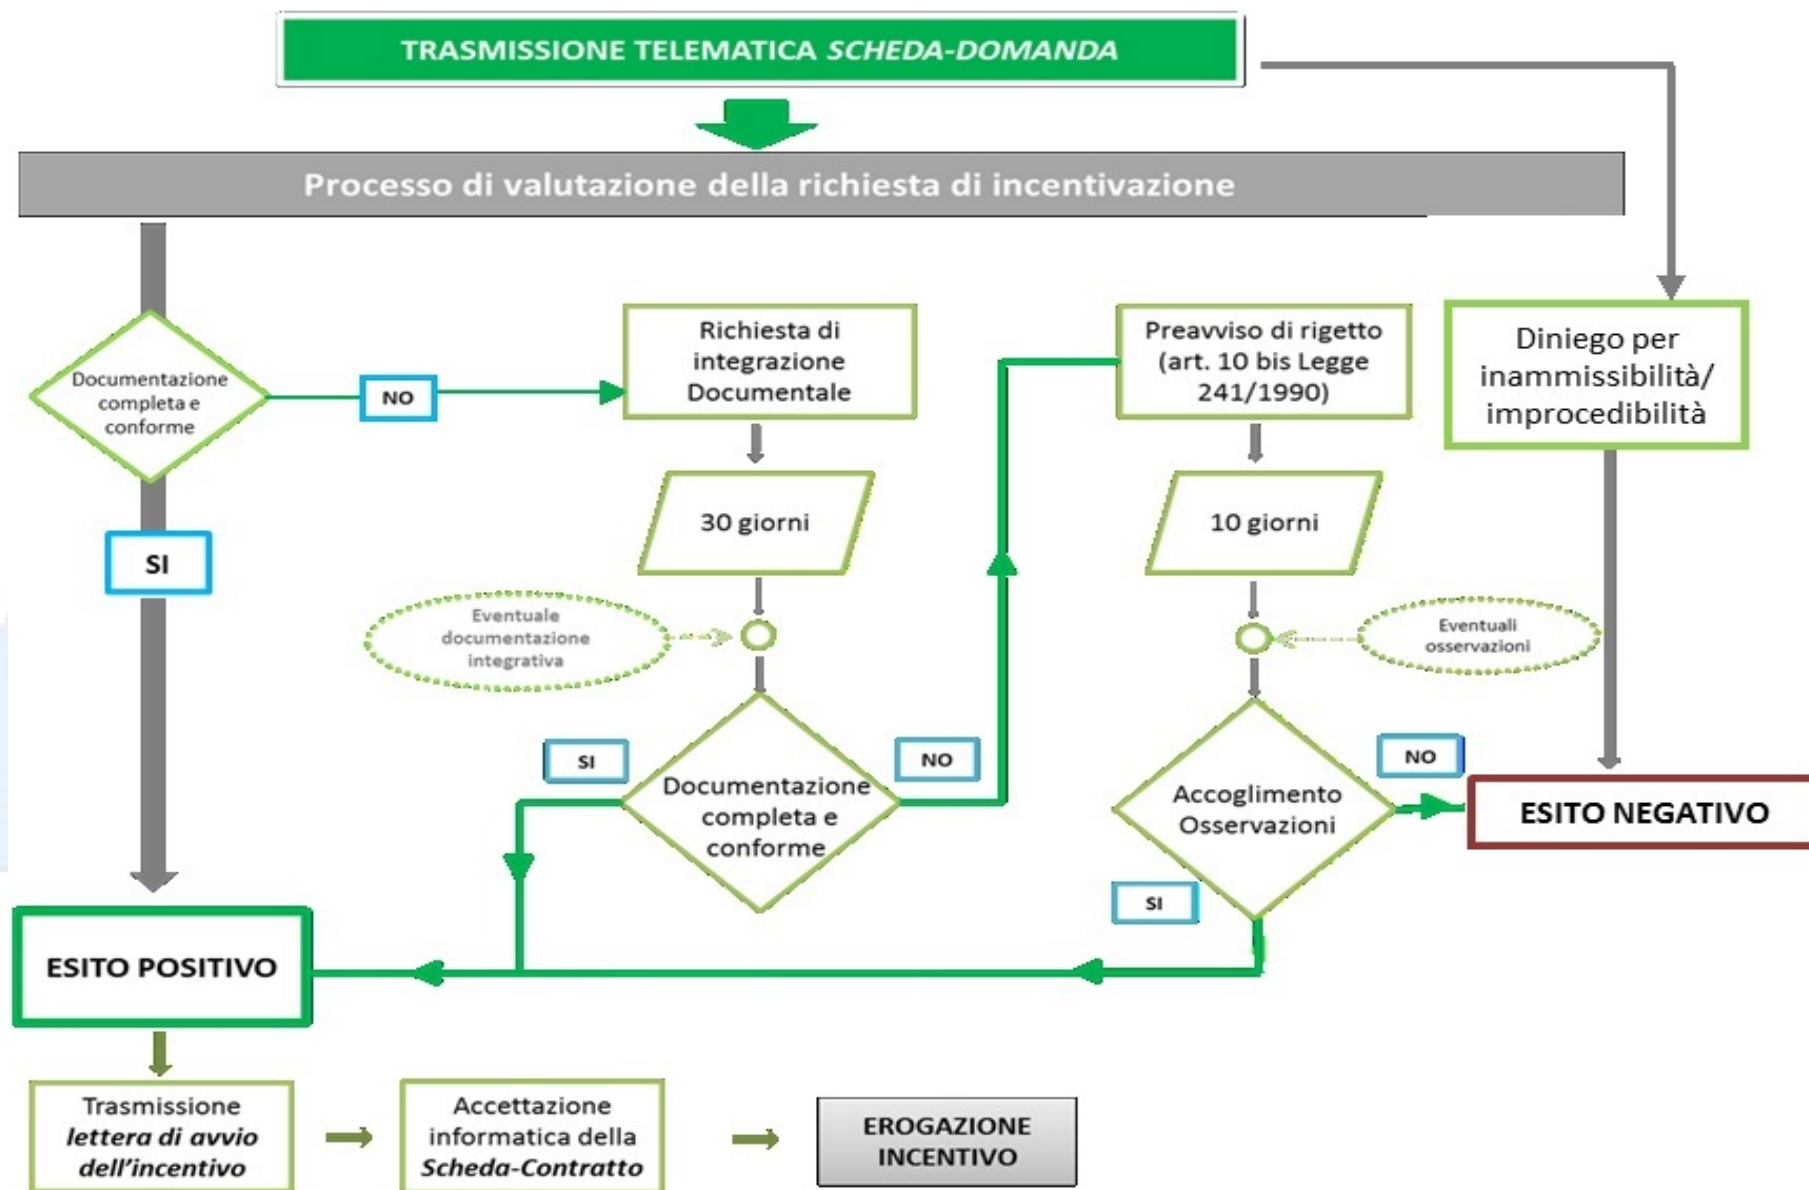 TRASMISSIONE TELEMATICA SCHEDA-DOMANDA
Processo di valutazione della richiesta di incentivazione
Documentazione
completa e
conforme
NO
Richiesta di
integrazione
Documentale
Preavviso di rigetto
(art. 10 bis Legge
241/1990)
Diniego per
inammissibilità/
improcedibilità
SI
30 giorni
10 giorni
Eventuale
documentazione
integrativa
Eventuali
osservazioni
SI
Documentazione
completa e
conforme
NO
Accoglimento
Osservazioni
NO
ESITO NEGATIVO
SI
ESITO POSITIVO
Trasmissione
lettera di avvio
dell'incentivo
Accettazione
informatica della
Scheda-Contratto
EROGAZIONE
INCENTIVO